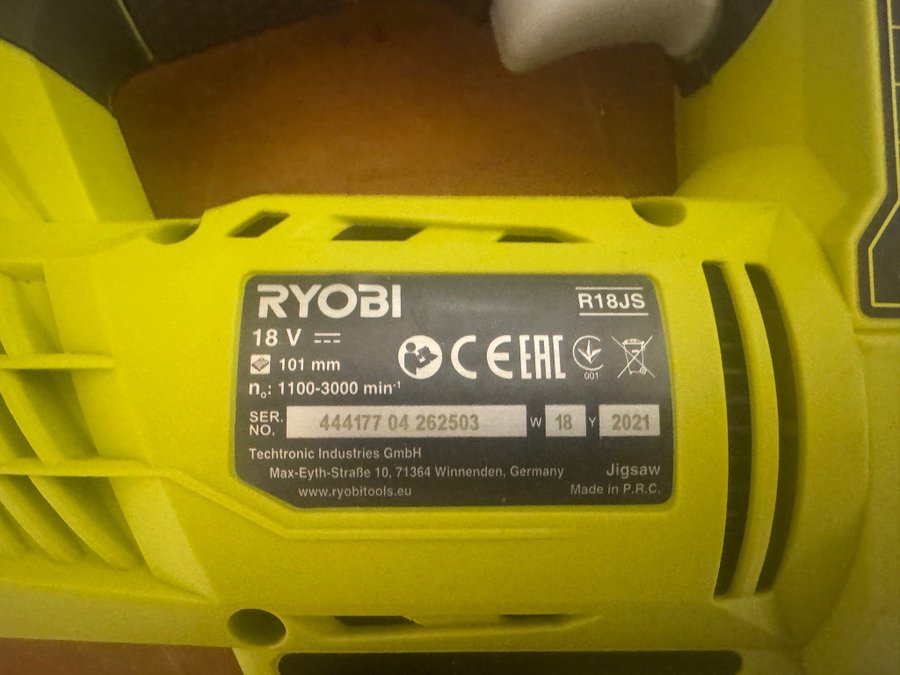 RYOBI R18JS
18 V
101 mm
CE EAC
001
n₀: 1100-3000 min⁻¹
SER. NO. 444177 04 262503 W 18 Y 2021
Techtronic Industries GmbH
Max-Eyth-Straße 10, 71364 Winnenden, Germany Jigsaw
www.ryobitools.eu Made in P.R.C.